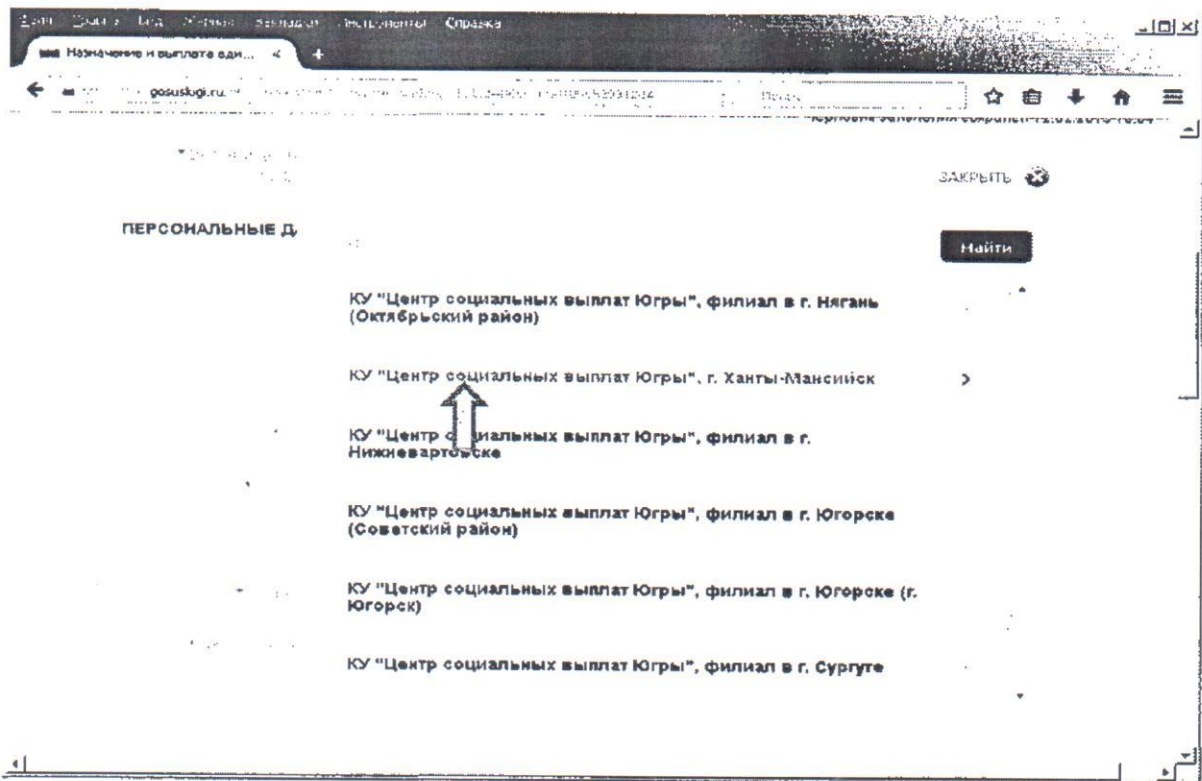 Справка
Назначение и выплата еди...
gosuslugi.ru
ЗАКРЫТЬ
ПЕРСОНАЛЬНЫЕ Д
Найти
КУ "Центр социальных выплат Югры", филиал в г. Нягань
(Октябрьский район)
КУ "Центр социальных выплат Югры", г. Ханты-Мансийск
КУ "Центр социальных выплат Югры", филиал в г.
Нижневартовске
КУ "Центр социальных выплат Югры", филиал в г. Югорске
(Советский район)
КУ "Центр социальных выплат Югры", филиал в г. Югорске (г.
Югорск)
КУ "Центр социальных выплат Югры", филиал в г. Сургуте